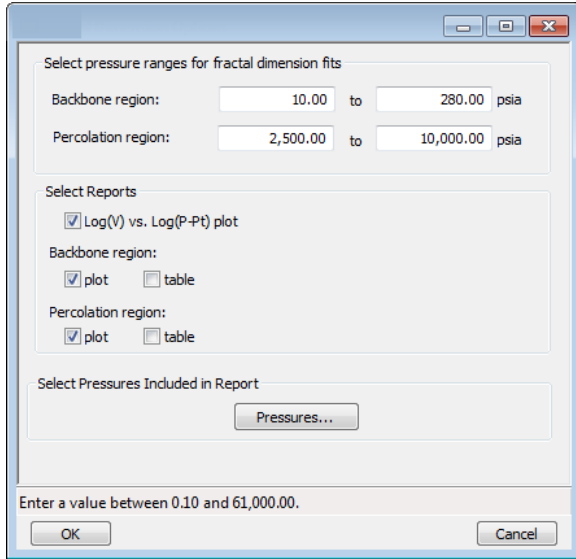 Select pressure ranges for fractal dimension fits
Backbone region: 10.00 to 280.00 psia
Percolation region: 2,500.00 to 10,000.00 psia
Select Reports
Log(V) vs. Log(P-Pt) plot
Backbone region:
plot table
Percolation region:
plot table
Select Pressures Included in Report
Pressures...
Enter a value between 0.10 and 61,000.00.
OK Cancel